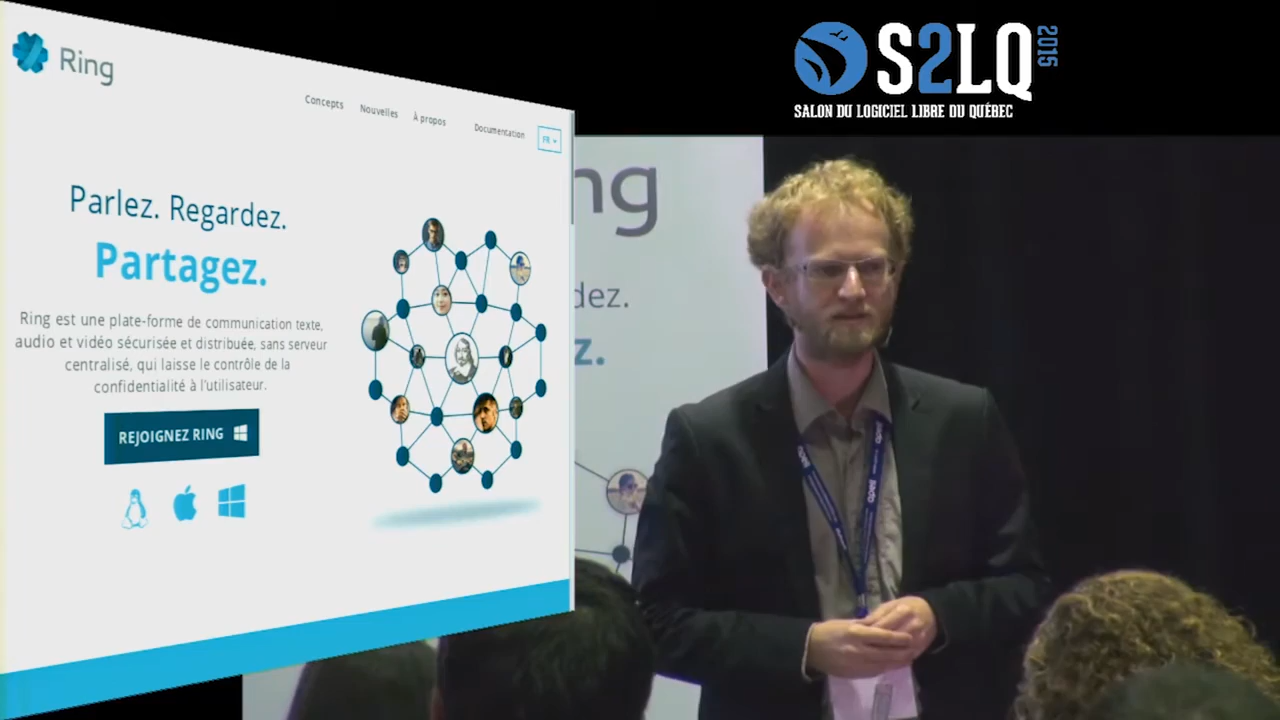 Ring
Concepts Nouvelles À propos Documentation FR
Parlez. Regardez.
Partagez.
Ring est une plate-forme de communication texte,
audio et vidéo sécurisée et distribuée, sans serveur
centralisé, qui laisse le contrôle de la
confidentialité à l'utilisateur.
REJOIGNEZ RING
S2LQ 2015
SALON DU LOGICIEL LIBRE DU QUÉBEC
ng
dez.
z.